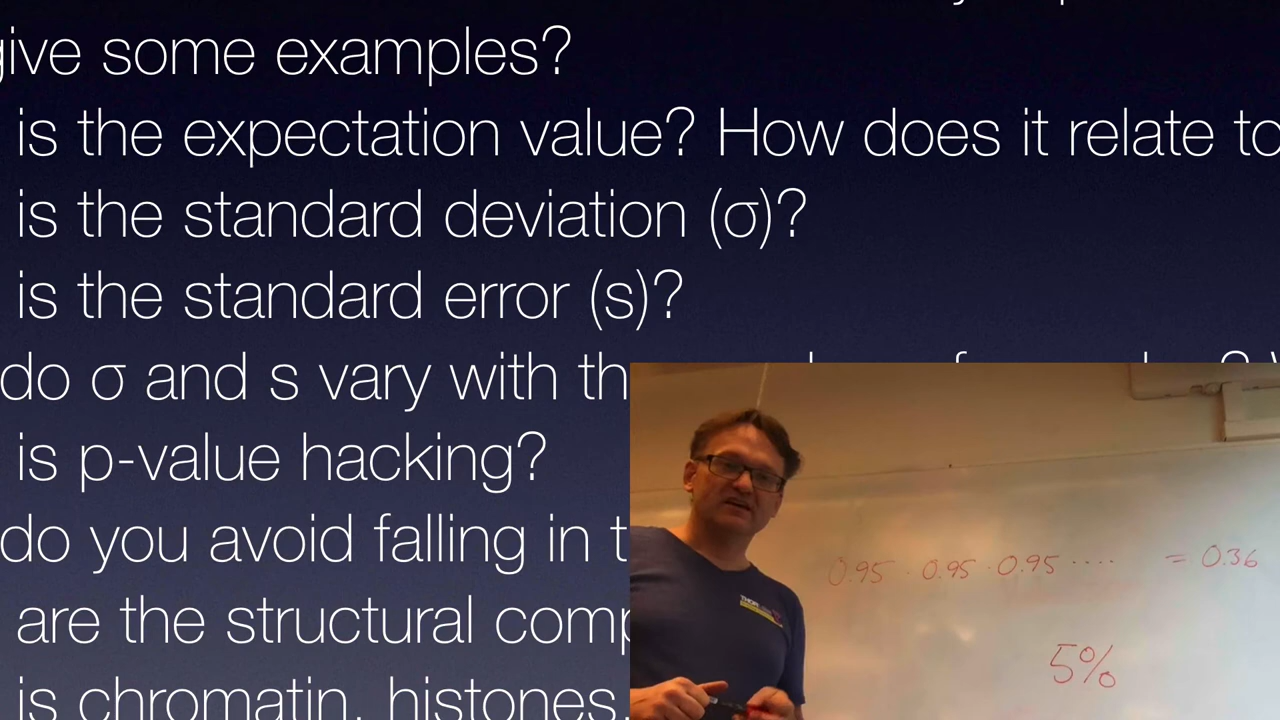 give some examples?
is the expectation value? How does it relate to
is the standard deviation (σ)?
is the standard error (s)?
do σ and s vary with
is p-value hacking?
do you avoid falling in
are the structural
is chromatin, histones,
0.95 · 0.95 · 0.95 ···· = 0.36
5%